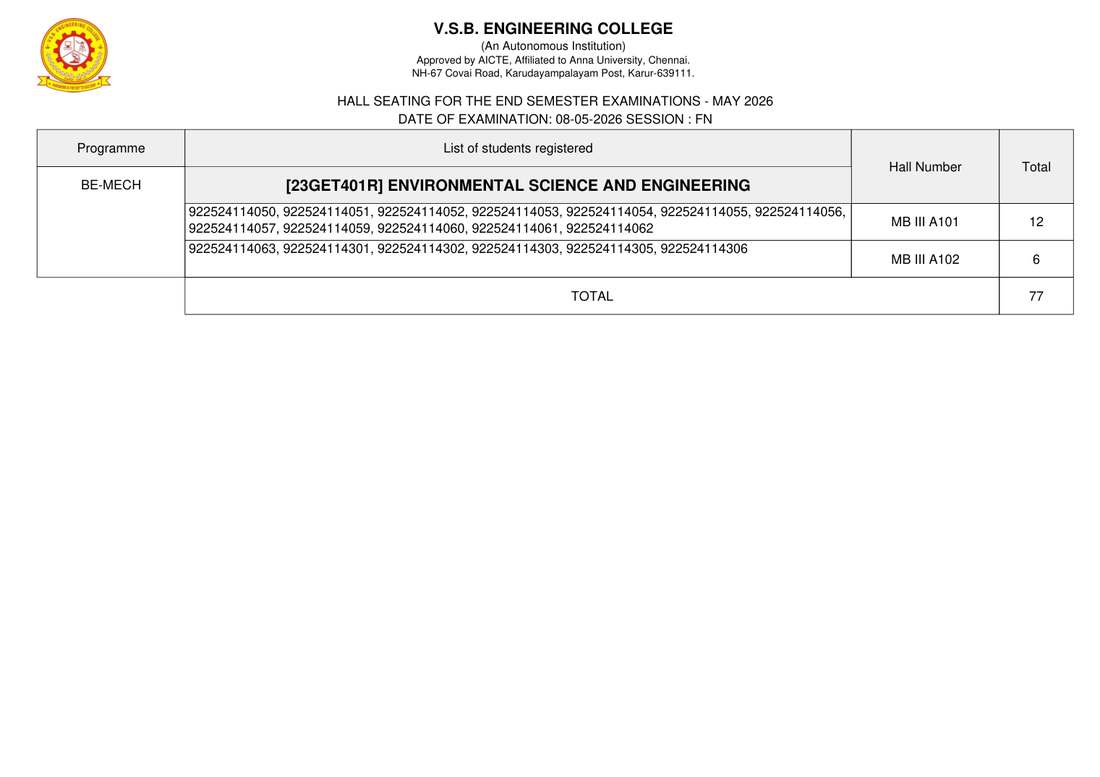 V.S.B. ENGINEERING COLLEGE
(An Autonomous Institution)
Approved by AICTE, Affiliated to Anna University, Chennai.
NH-67 Covai Road, Karudayampalayam Post, Karur-639111.
HALL SEATING FOR THE END SEMESTER EXAMINATIONS - MAY 2026
DATE OF EXAMINATION: 08-05-2026 SESSION : FN
Programme
List of students registered
Hall Number
Total
BE-MECH
[23GET401R] ENVIRONMENTAL SCIENCE AND ENGINEERING
922524114050, 922524114051, 922524114052, 922524114053, 922524114054, 922524114055, 922524114056,
922524114057, 922524114059, 922524114060, 922524114061, 922524114062
MB III A101
12
922524114063, 922524114301, 922524114302, 922524114303, 922524114305, 922524114306
MB III A102
6
TOTAL
77